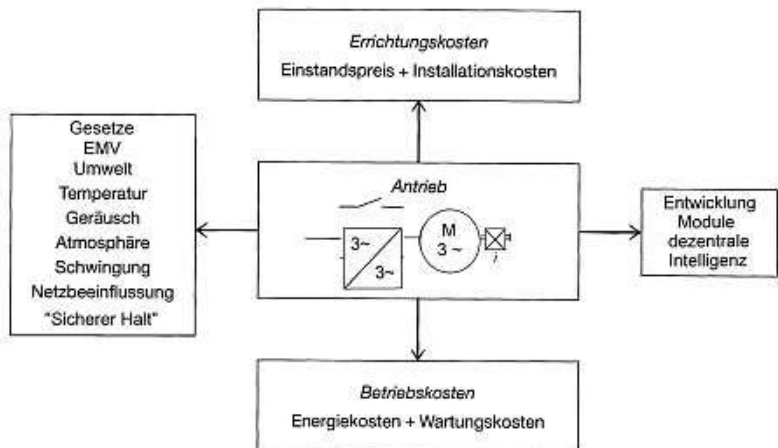 Errichtungskosten
Einstandspreis + Installationskosten
Gesetze
EMV
Umwelt
Temperatur
Geräusch
Atmosphäre
Schwingung
Netzbeeinflussung
"Sicherer Halt"
Antrieb
3~
3~
M
3 ~
i
Entwicklung
Module
dezentrale
Intelligenz
Betriebskosten
Energiekosten + Wartungskosten